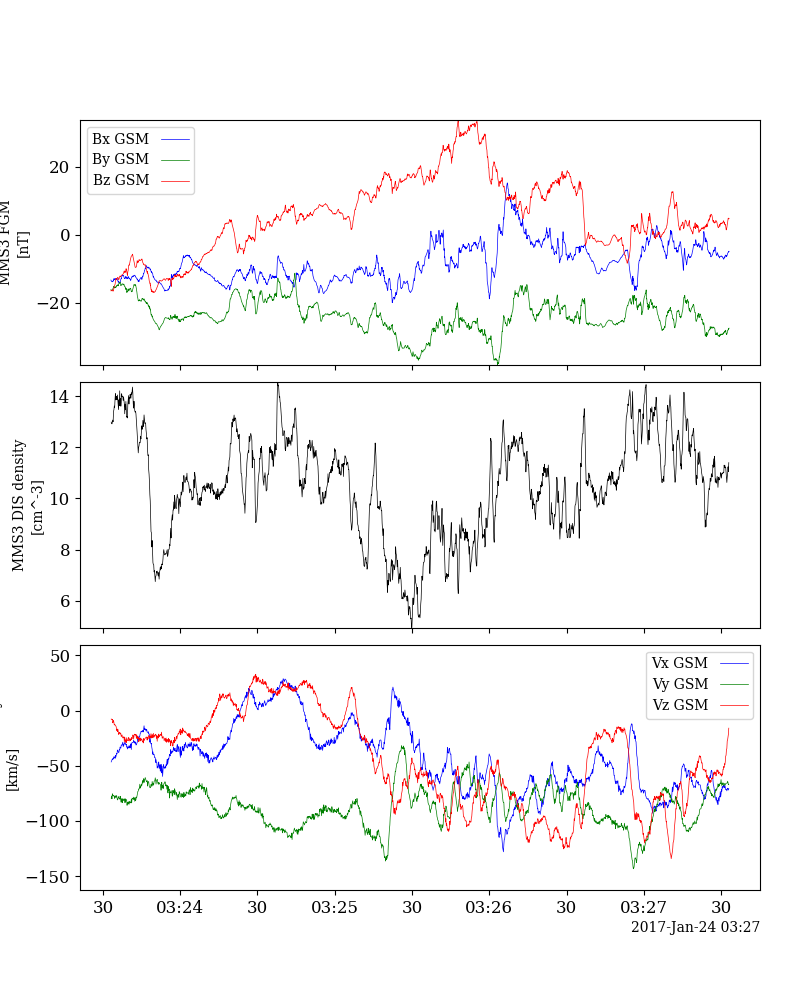 Bx GSM
By GSM
Bz GSM
20
0
−20
MMS3 FGM
[nT]
14
12
10
8
6
MMS3 DIS density
[cm^-3]
Vx GSM
Vy GSM
Vz GSM
50
0
−50
−100
−150
[km/s]
30 03:24 30 03:25 30 03:26 30 03:27 30
2017-Jan-24 03:27